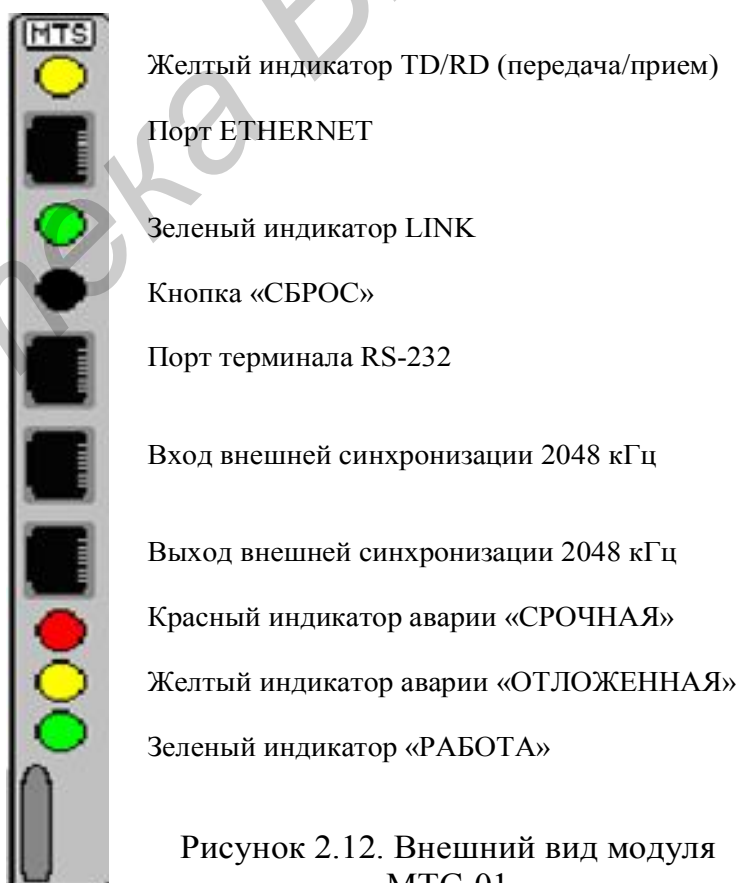 MTS
Желтый индикатор TD/RD (передача/прием)
Порт ETHERNET
Зеленый индикатор LINK
Кнопка «СБРОС»
Порт терминала RS-232
Вход внешней синхронизации 2048 кГц
Выход внешней синхронизации 2048 кГц
Красный индикатор аварии «СРОЧНАЯ»
Желтый индикатор аварии «ОТЛОЖЕННАЯ»
Зеленый индикатор «РАБОТА»
Рисунок 2.12. Внешний вид модуля
МТС-01